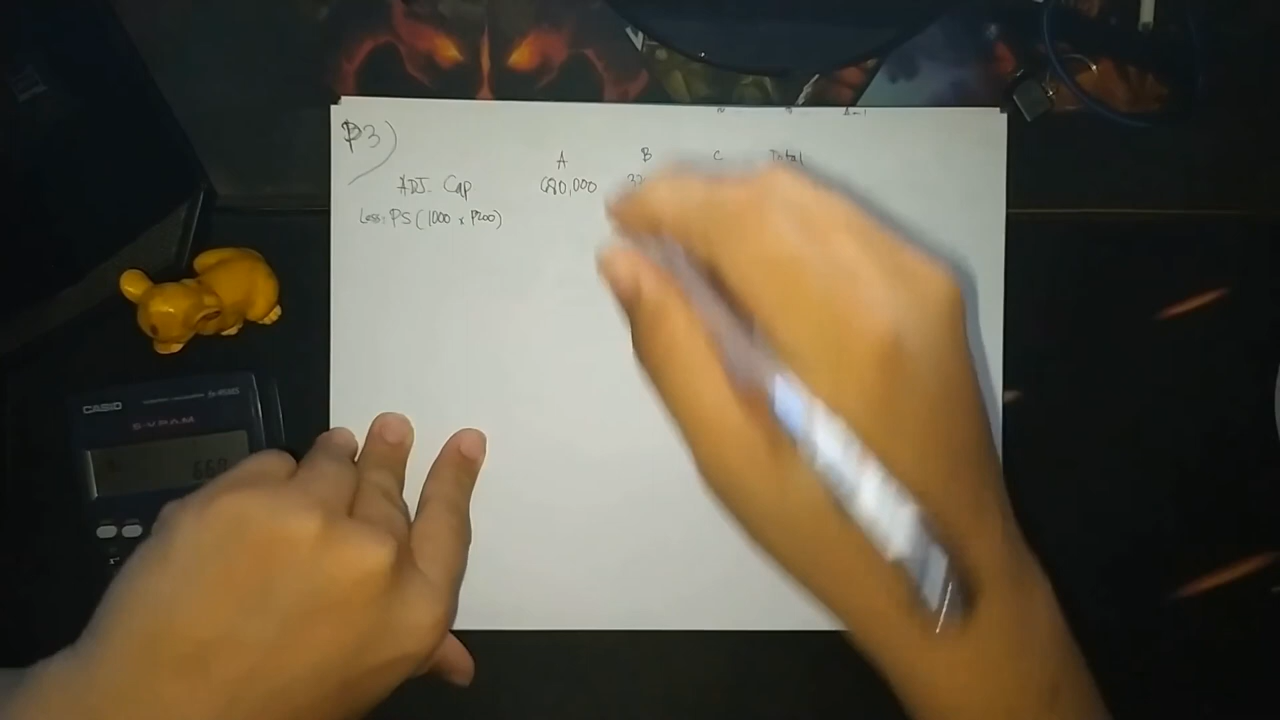 P3)
A B C Total
ADJ. Cap 680,000
Less: PS (1000 x P200)
CASIO
S-V.P.A.M.